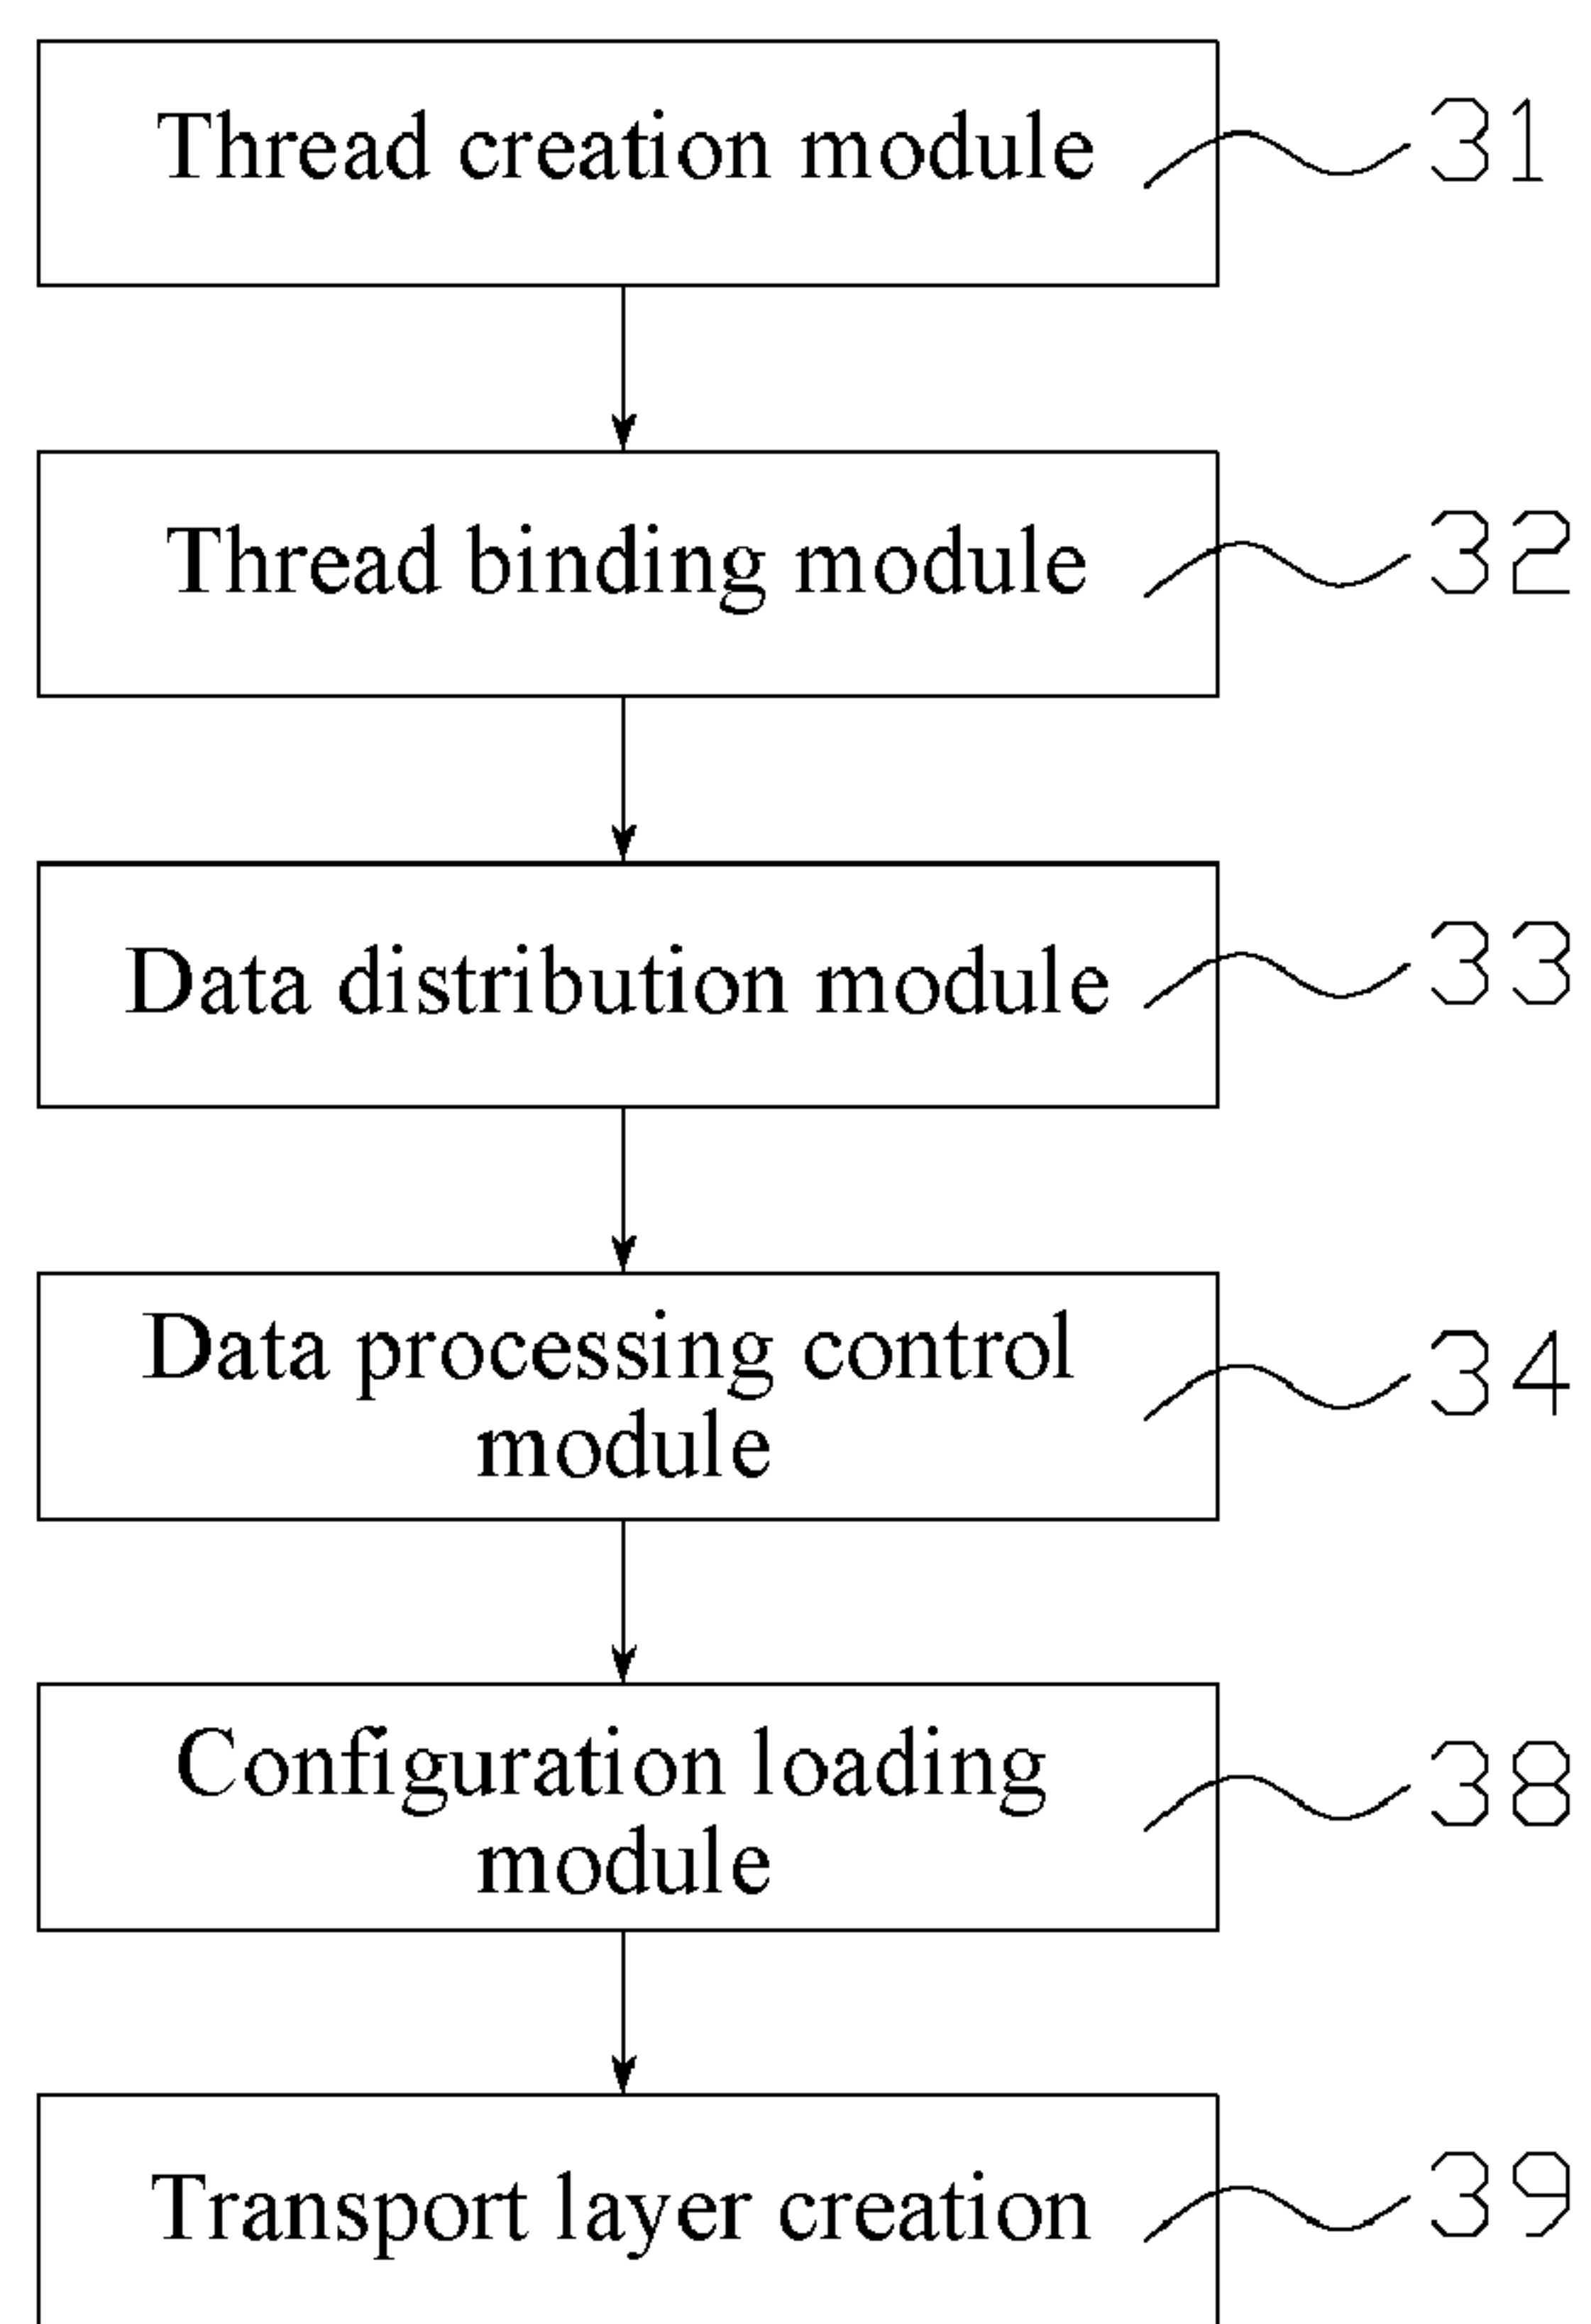 Thread creation module 31
Thread binding module 32
Data distribution module 33
Data processing control
module
34
Configuration loading
module
38
Transport layer creation 39